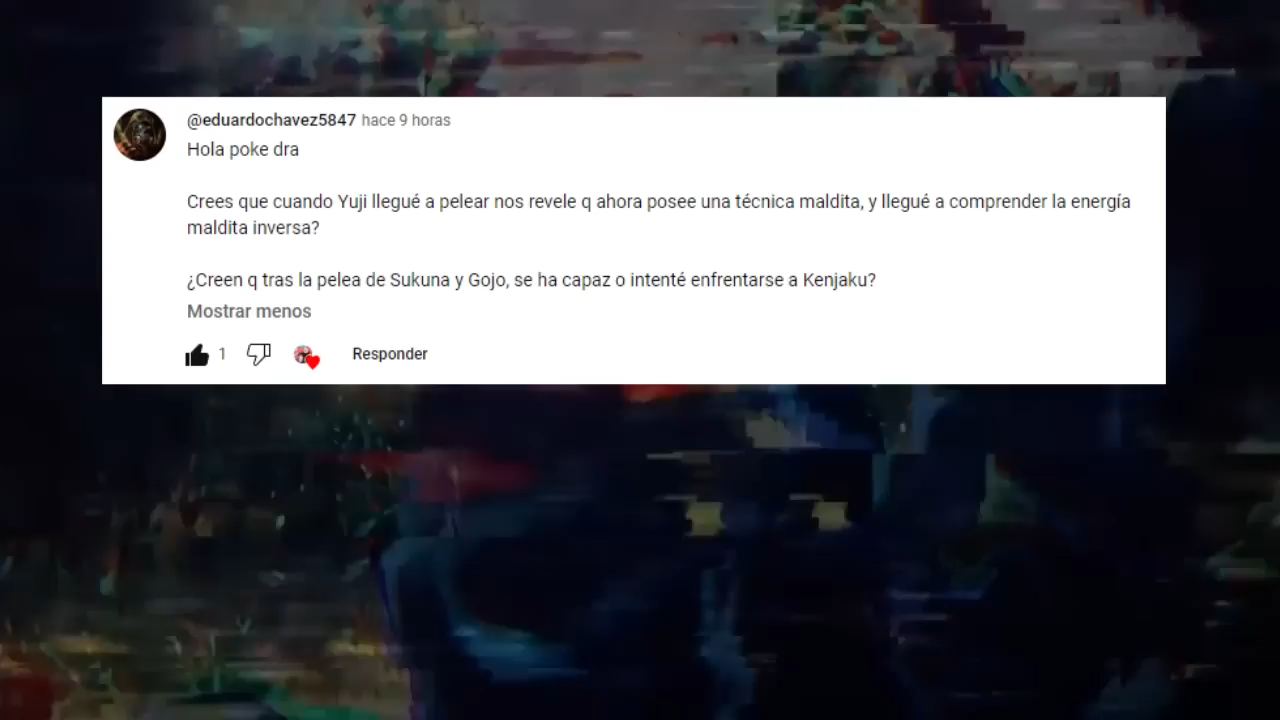 @eduardochavez5847 hace 9 horas
Hola poke dra
Crees que cuando Yuji llegué a pelear nos revele q ahora posee una técnica maldita, y llegué a comprender la energía
maldita inversa?
¿Creen q tras la pelea de Sukuna y Gojo, se ha capaz o intenté enfrentarse a Kenjaku?
Mostrar menos
1 Responder